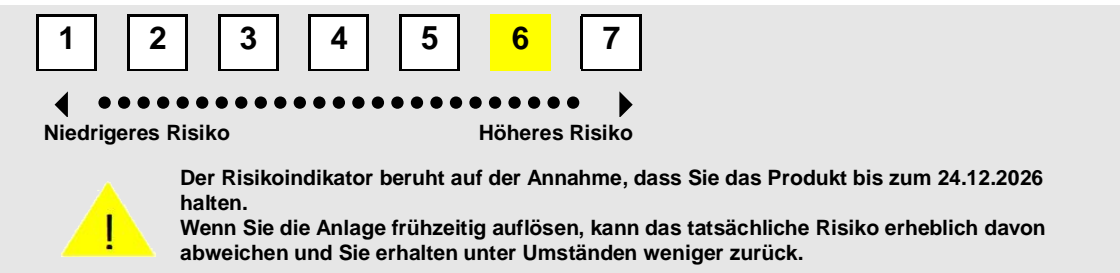 1 2 3 4 5 6 7
Niedrigeres Risiko Höheres Risiko
Der Risikoindikator beruht auf der Annahme, dass Sie das Produkt bis zum 24.12.2026
halten.
Wenn Sie die Anlage frühzeitig auflösen, kann das tatsächliche Risiko erheblich davon
abweichen und Sie erhalten unter Umständen weniger zurück.
!